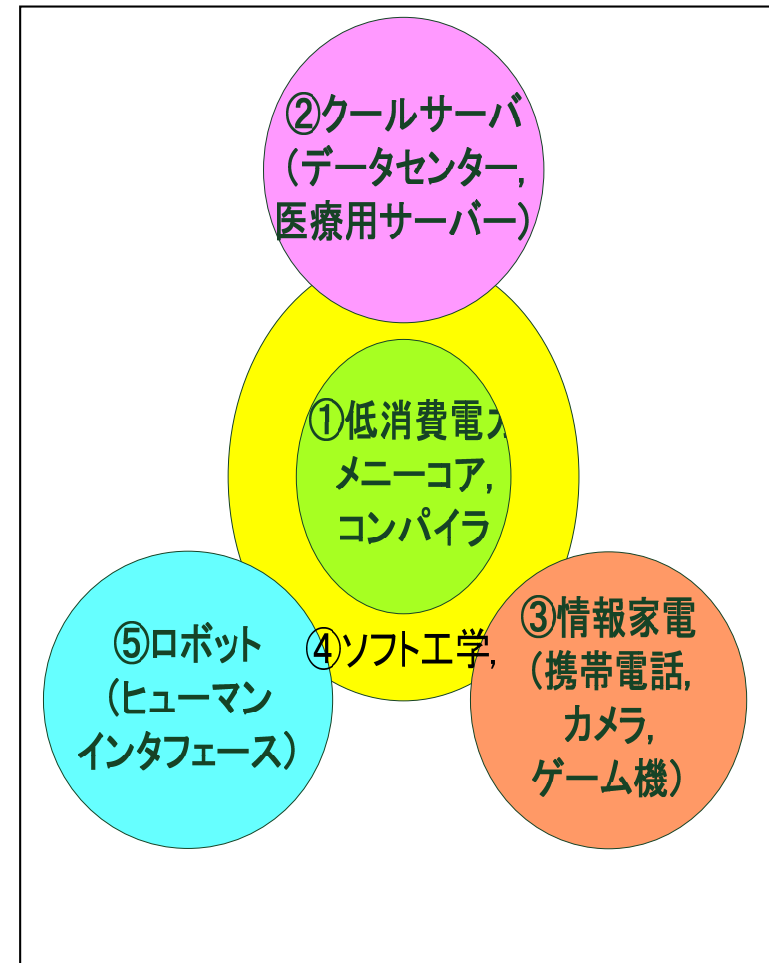 ②クールサーバ
(データセンター,
医療用サーバー)
①低消費電力
メニーコア,
コンパイラ
④ソフト工学,
⑤ロボット
(ヒューマン
インタフェース)
③情報家電
(携帯電話,
カメラ,
ゲーム機)